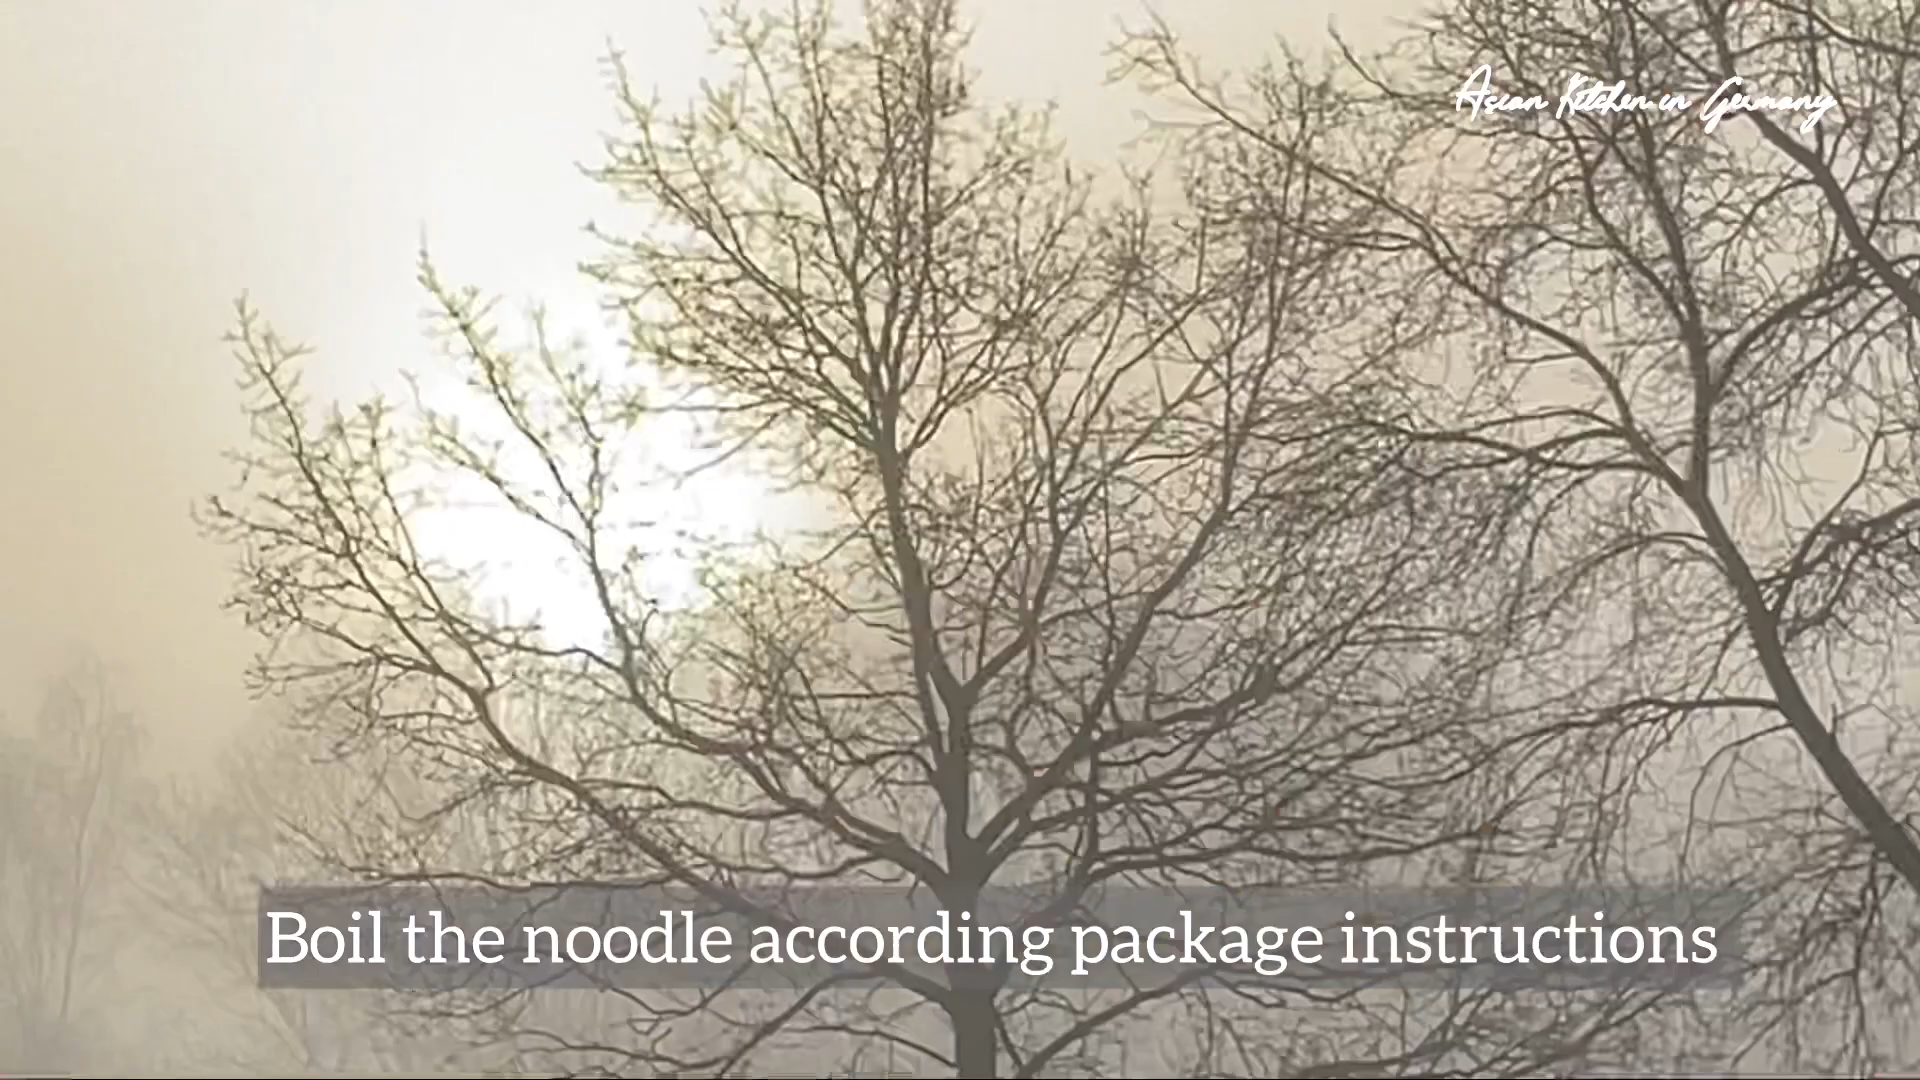 Asian Kitchen in Germany
Boil the noodle according package instructions